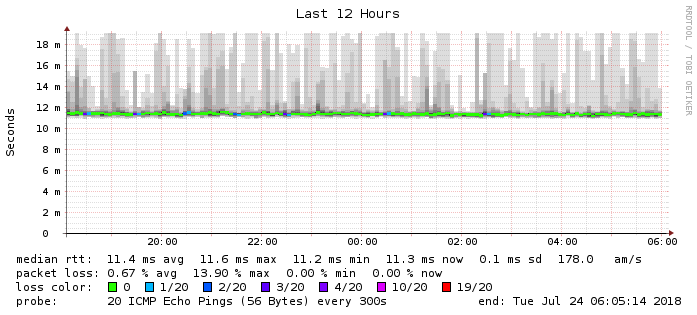 Last 12 Hours
RRDTOOL / TOBI OETIKER
Seconds
18 m
16 m
14 m
12 m
10 m
8 m
6 m
4 m
2 m
0
20:00 22:00 00:00 02:00 04:00 06:00
median rtt: 11.4 ms avg 11.6 ms max 11.2 ms min 11.3 ms now 0.1 ms sd 178.0 am/s
packet loss: 0.67 % avg 13.90 % max 0.00 % min 0.00 % now
loss color: 0 1/20 2/20 3/20 4/20 10/20 19/20
probe: 20 ICMP Echo Pings (56 Bytes) every 300s end: Tue Jul 24 06:05:14 2018